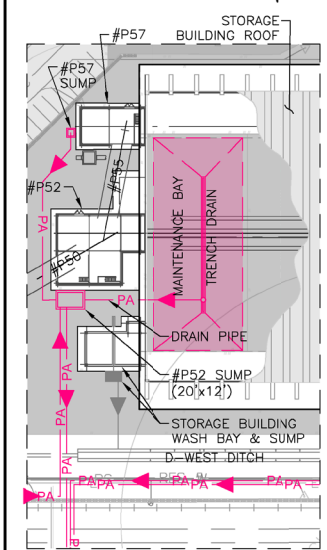 STORAGE
BUILDING ROOF
#P57
#P57
SUMP
#P55
#P52
PA
#P50
MAINTENANCE BAY
TRENCH DRAIN
PA
DRAIN PIPE
#P52 SUMP
(20'x12')
PA
STORAGE BUILDING
WASH BAY & SUMP
D-WEST DITCH
PA
PA
PA
PA
PA
PA
PA